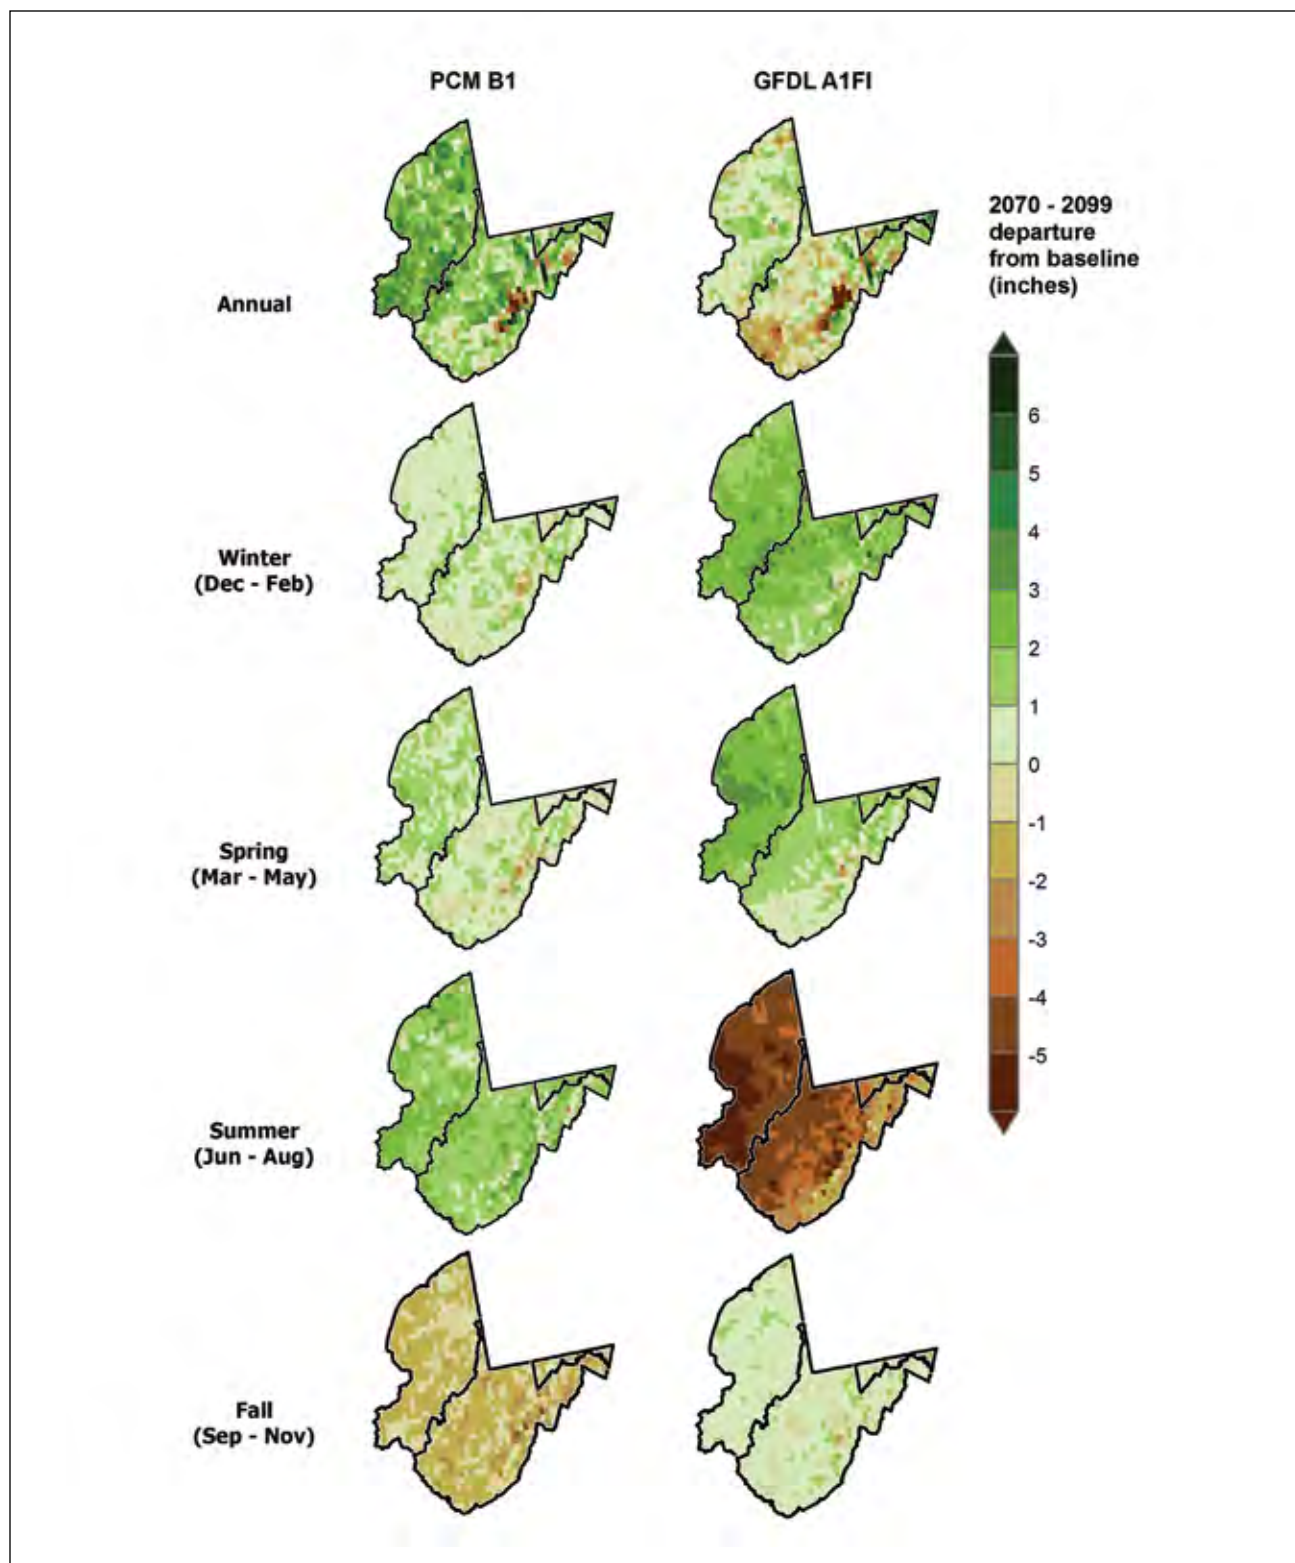 PCM B1
GFDL A1FI
2070 - 2099
departure
from baseline
(inches)
Annual
6
5
4
Winter
(Dec - Feb)
3
2
1
0
Spring
(Mar - May)
-1
-2
-3
-4
-5
Summer
(Jun - Aug)
Fall
(Sep - Nov)